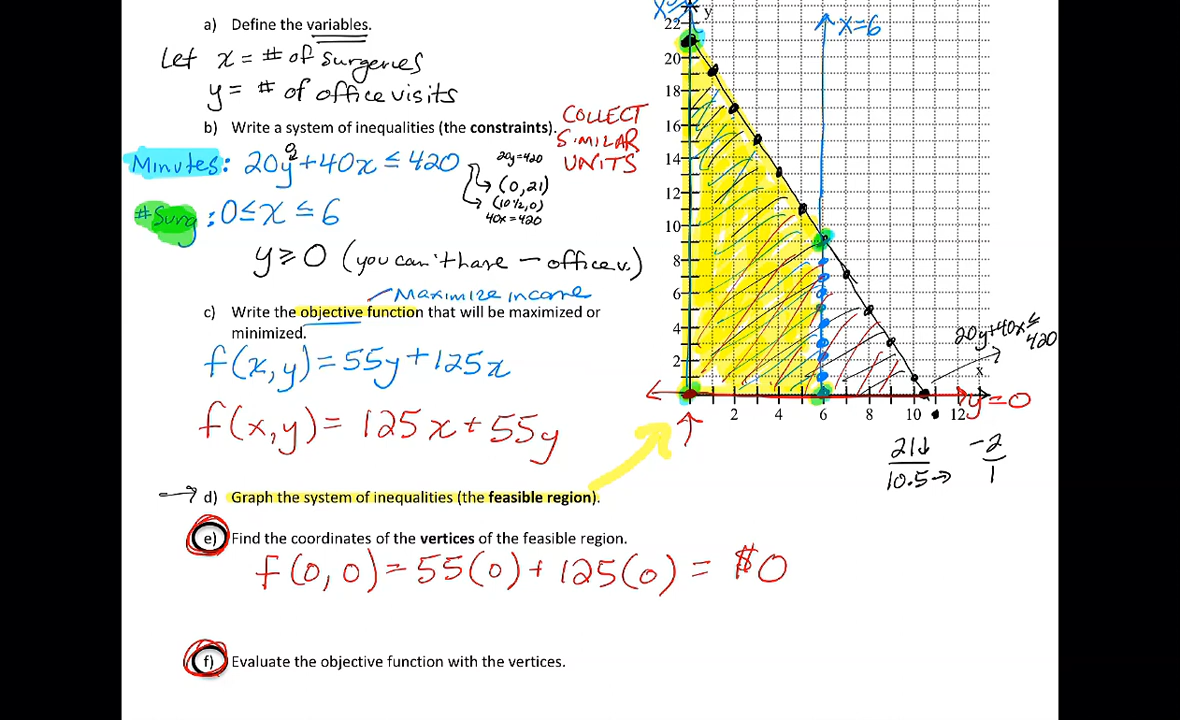 a) Define the variables.
Let x = # of surgeries
y = # of office visits
b) Write a system of inequalities (the constraints).
COLLECT
SIMILAR
UNITS
Minutes: 20y + 40x ≤ 420
20y=420
(0,21)
(10½,0)
40x=420
#Surg: 0 ≤ x ≤ 6
y ≥ 0 (you can't have – office v.)
Maximize income
c) Write the objective function that will be maximized or
minimized.
f(x,y) = 55y + 125x
f(x,y) = 125x + 55y
d) Graph the system of inequalities (the feasible region).
e) Find the coordinates of the vertices of the feasible region.
f(0,0) = 55(0) + 125(0) = $0
f) Evaluate the objective function with the vertices.
y
x=6
22
20
18
16
14
12
10
8
6
4
2
20y+40x≤
420
x
2 4 6 8 10 12
y=0
21↓
10.5→
-2
1